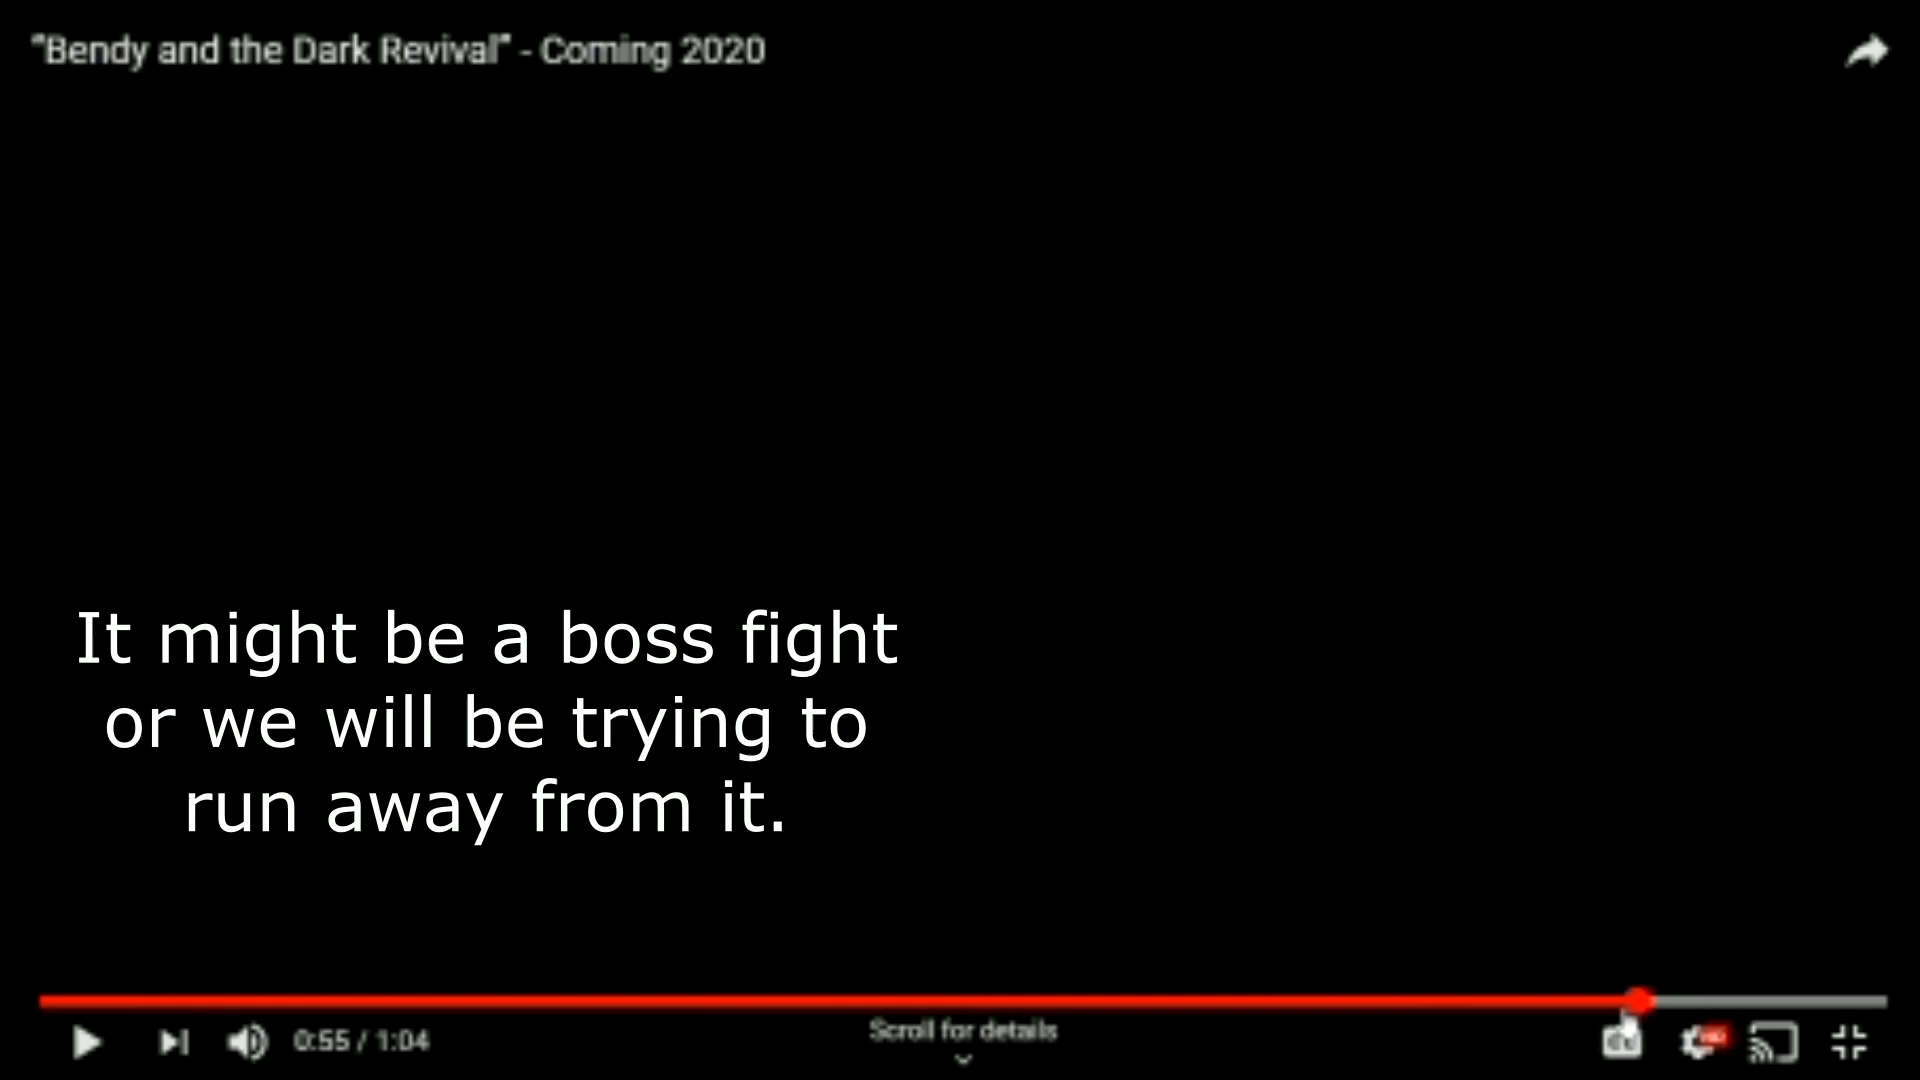 "Bendy and the Dark Revival" - Coming 2020
It might be a boss fight
or we will be trying to
run away from it.
0:55 / 1:04
Scroll for details